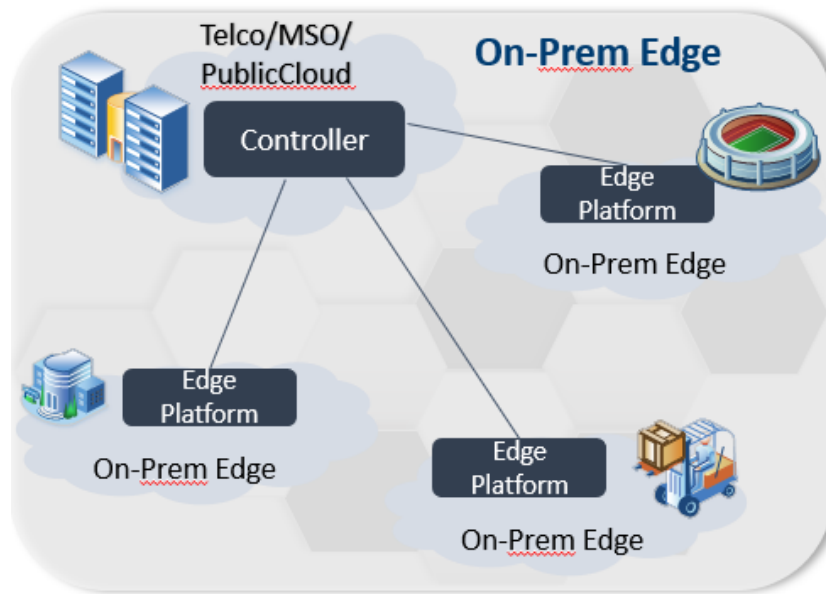 Telco/MSO/
PublicCloud
On-Prem Edge
Controller
Edge
Platform
On-Prem Edge
Edge
Platform
On-Prem Edge
Edge
Platform
On-Prem Edge